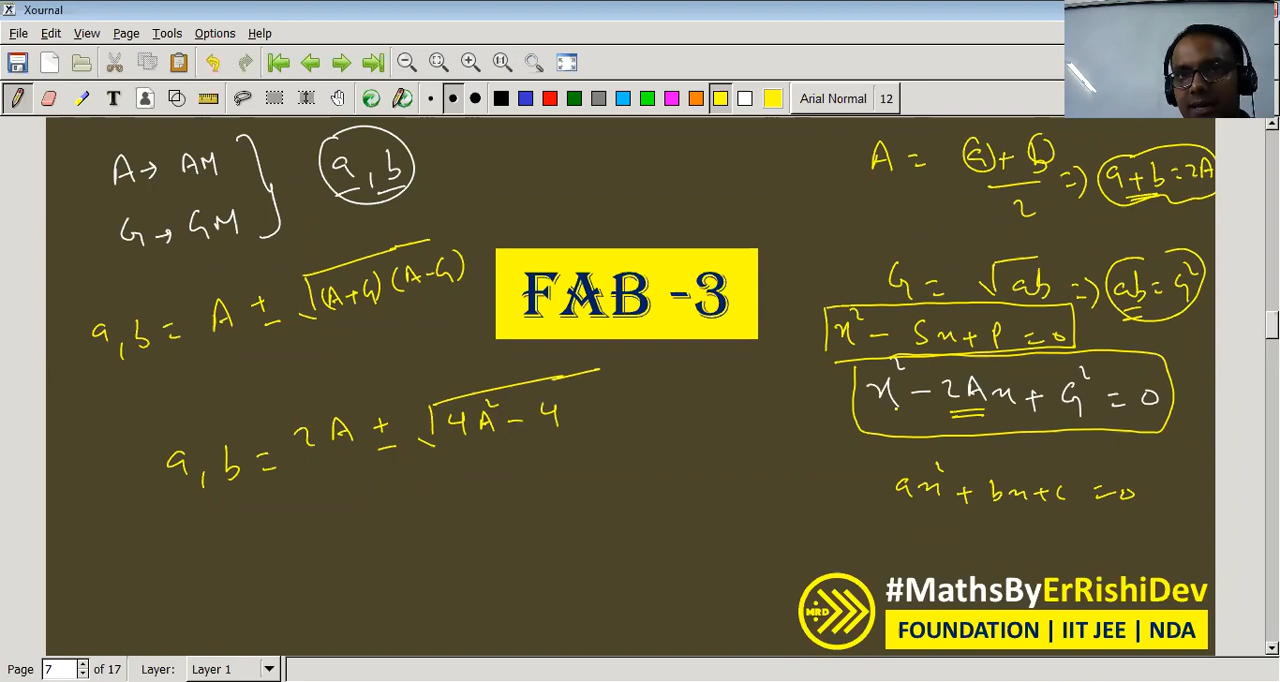 Xournal
File Edit View Page Tools Options Help
Arial Normal 12
A → AM
G → GM
a, b
A = a + b / 2 ⇒ a + b = 2A
G = √ab ⇒ ab = G²
a, b = A ± √(A+G)(A-G)
FAB -3
x² - Sx + P = 0
x² - 2Ax + G² = 0
a, b = 2A ± √4A² - 4
ax² + bx + c = 0
MRD
#MathsByErRishiDev
FOUNDATION | IIT JEE | NDA
Page 7 of 17 Layer: Layer 1